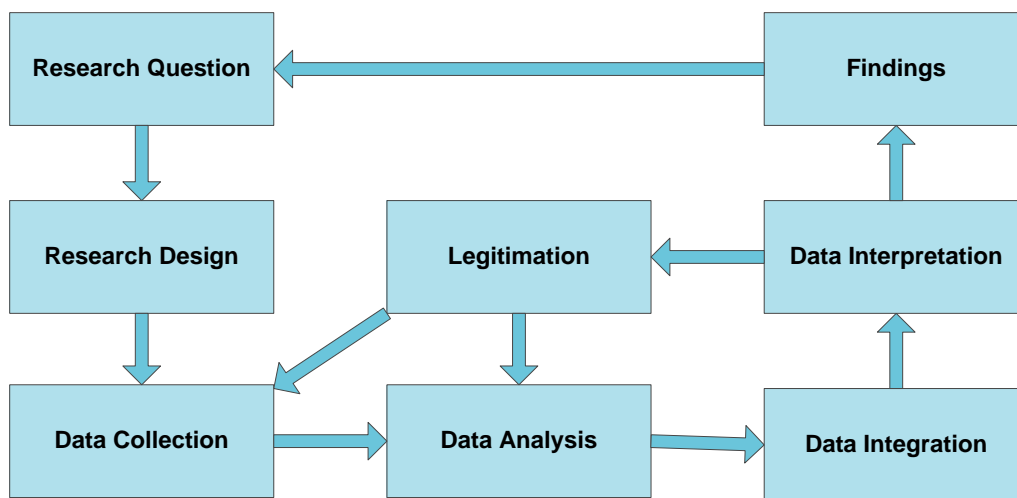 Research Question
Findings
Research Design
Legitimation
Data Interpretation
Data Collection
Data Analysis
Data Integration